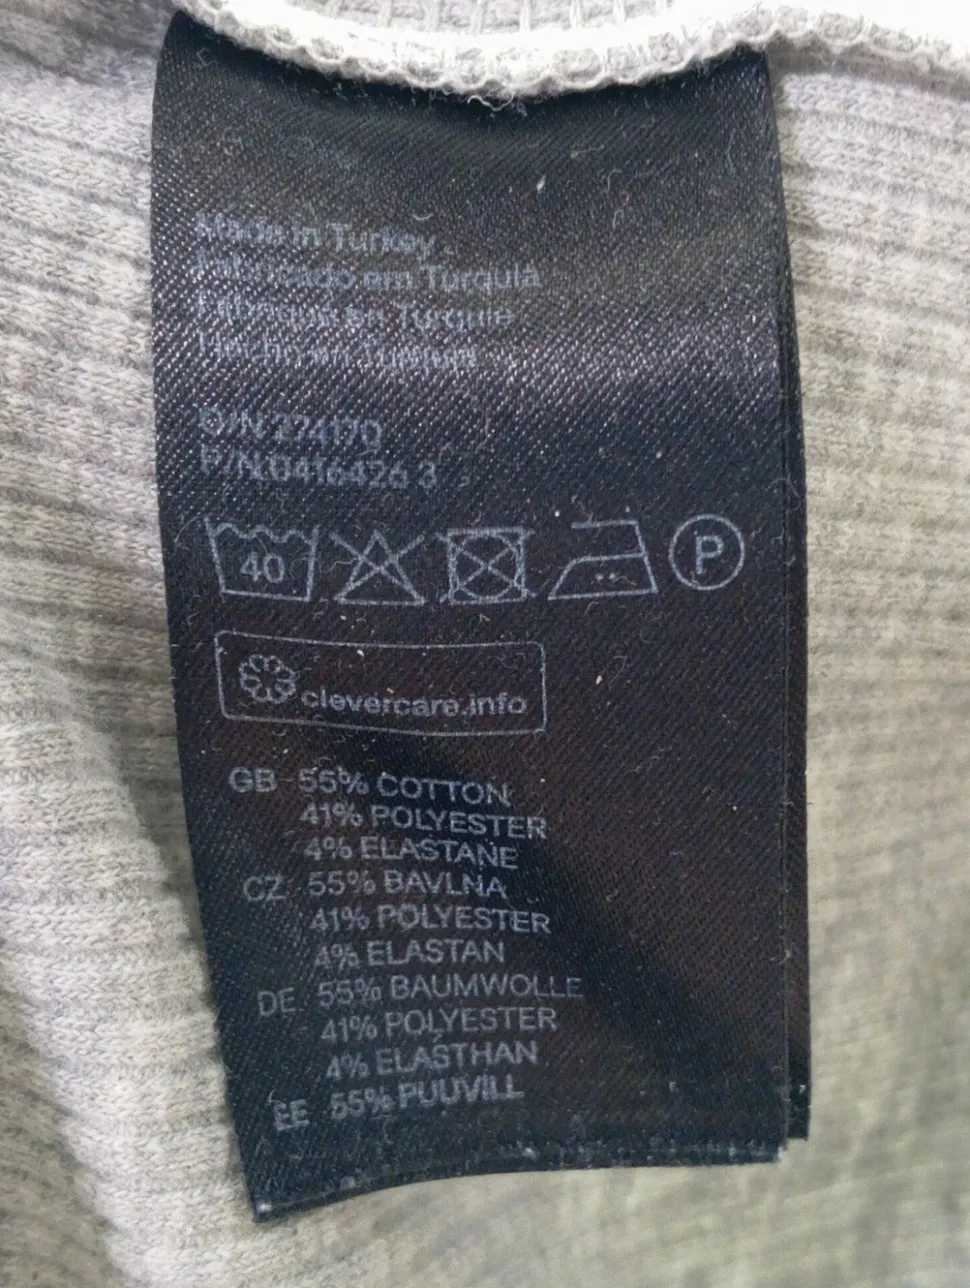 Made in Turkey
Fabricado em Turquia
Fabriqué en Turquie
Hecho en
O/N 274170
P/N.0416426 3
40 P
clevercare.info
GB 55% COTTON
41% POLYESTER
4% ELASTANE
CZ 55% BAVLNA
41% POLYESTER
4% ELASTAN
DE 55% BAUMWOLLE
41% POLYESTER
4% ELASTHAN
EE 55% PUUVILL